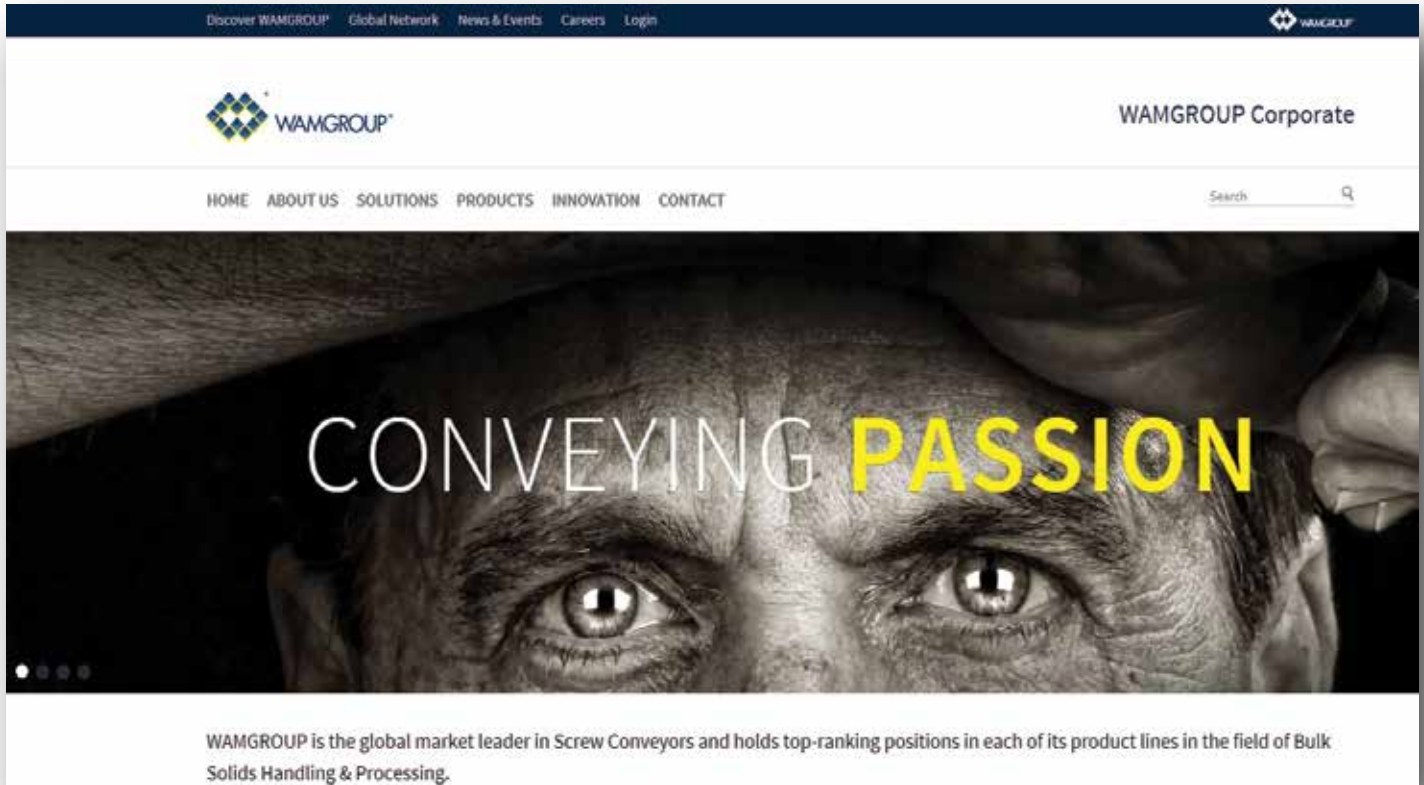 Discover WAMGROUP Global Network News & Events Careers Login
WAMGROUP
WAMGROUP®
WAMGROUP Corporate
HOME ABOUT US SOLUTIONS PRODUCTS INNOVATION CONTACT
Search
CONVEYING PASSION
WAMGROUP is the global market leader in Screw Conveyors and holds top-ranking positions in each of its product lines in the field of Bulk
Solids Handling & Processing.